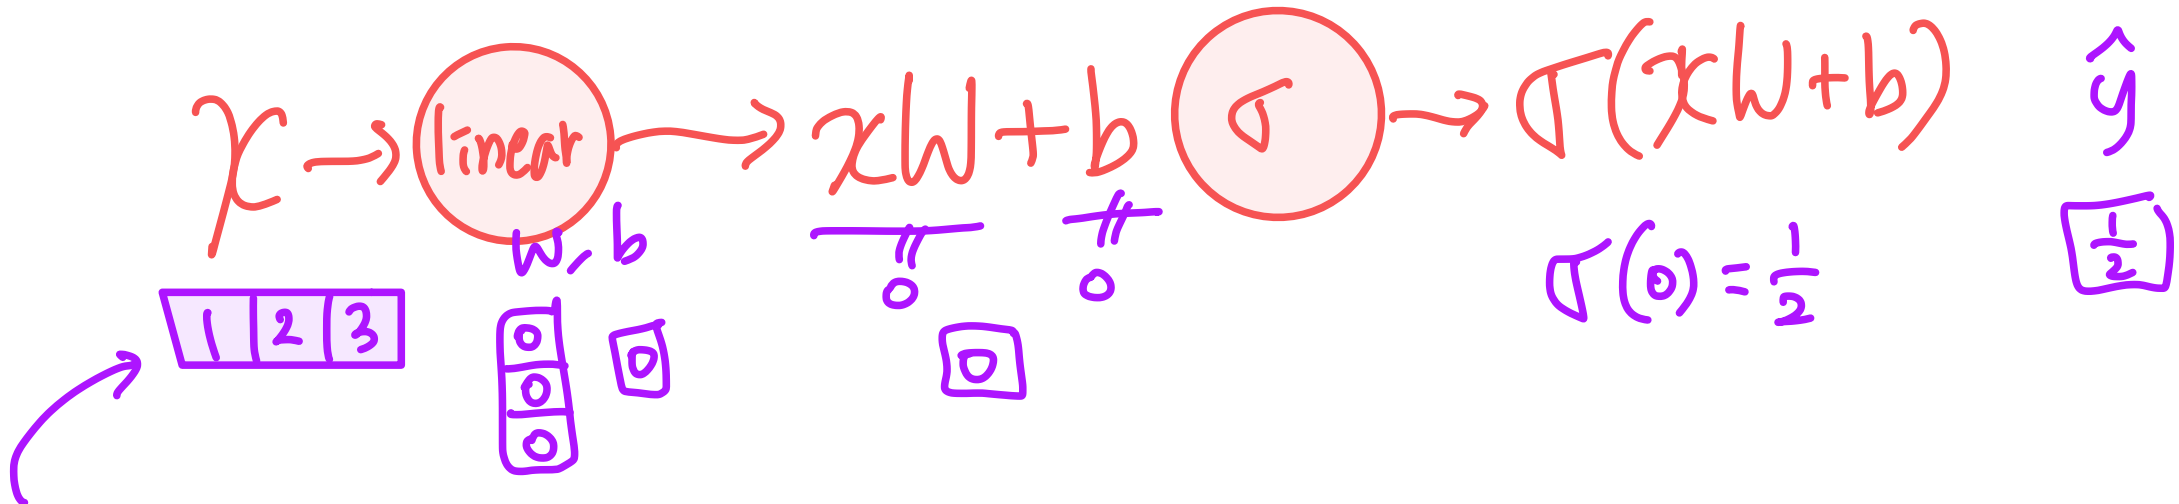 x → linear → xW+b σ → σ(xW+b) ŷ
W, b
0 0 σ(0) = 1/2 1/2
1 2 3
0
0
0
0 0